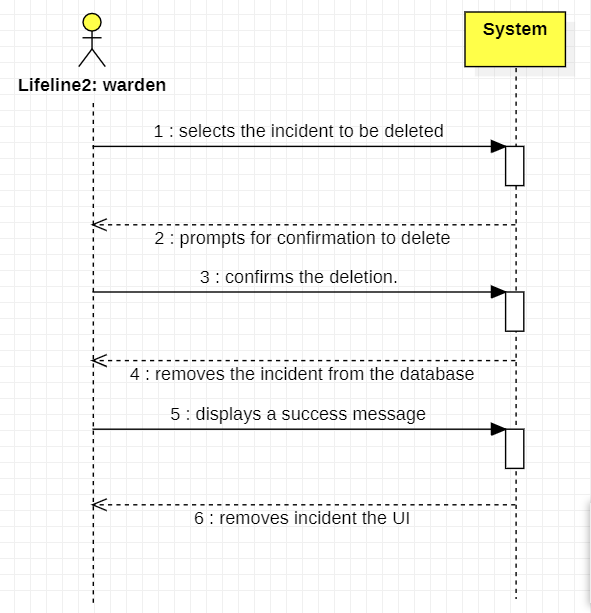 System
Lifeline2: warden
1 : selects the incident to be deleted
2 : prompts for confirmation to delete
3 : confirms the deletion.
4 : removes the incident from the database
5 : displays a success message
6 : removes incident the UI